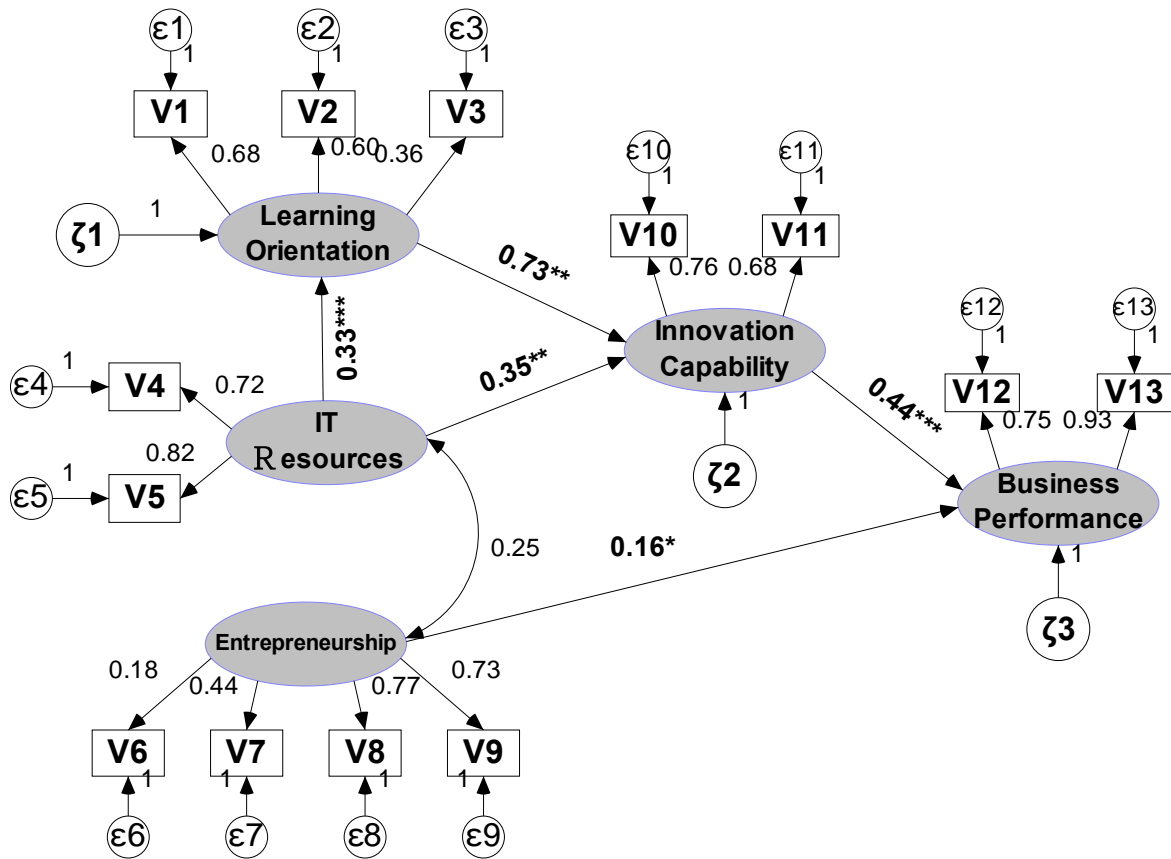 ε1
ε2
ε3
1
1
1
V1
V2
V3
0.68
0.60
0.36
ε10
ε11
1
1
ζ1
1
Learning
Orientation
V10
V11
0.73**
0.76
0.68
ε12
ε13
1
1
0.33***
Innovation
Capability
ε4
1
V4
0.72
0.35**
V12
V13
1
0.44***
0.75
0.93
IT
Resources
ε5
1
V5
0.82
ζ2
Business
Performance
0.25
0.16*
1
ζ3
Entrepreneurship
0.18
0.44
0.77
0.73
V6
V7
V8
V9
1
1
1
1
ε6
ε7
ε8
ε9